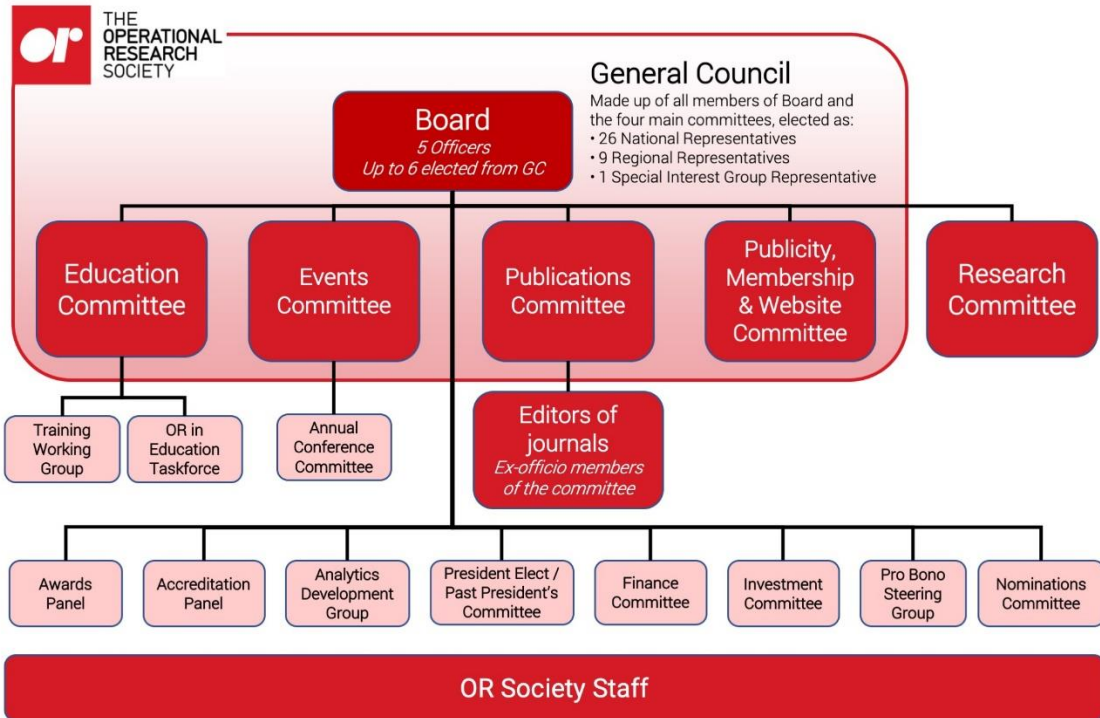 or
THE
OPERATIONAL
RESEARCH
SOCIETY
General Council
Made up of all members of Board and
the four main committees, elected as:
• 26 National Representatives
• 9 Regional Representatives
• 1 Special Interest Group Representative
Board
5 Officers
Up to 6 elected from GC
Education
Committee
Events
Committee
Publications
Committee
Publicity,
Membership
& Website
Committee
Research
Committee
Training
Working
Group
OR in
Education
Taskforce
Annual
Conference
Committee
Editors of
journals
Ex-officio members
of the committee
Awards
Panel
Accreditation
Panel
Analytics
Development
Group
President Elect /
Past President's
Committee
Finance
Committee
Investment
Committee
Pro Bono
Steering
Group
Nominations
Committee
OR Society Staff